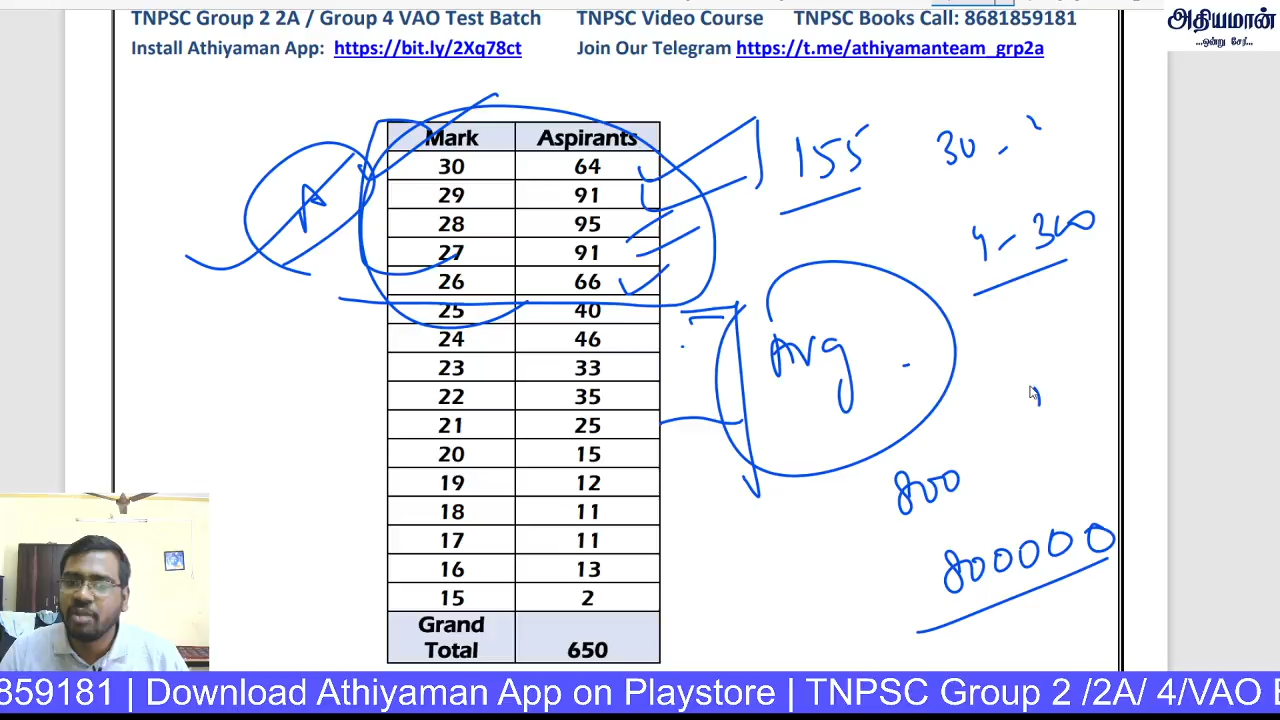 TNPSC Group 2 2A / Group 4 VAO Test Batch TNPSC Video Course TNPSC Books Call: 8681859181
Install Athiyaman App: https://bit.ly/2Xq78ct Join Our Telegram https://t.me/athiyamanteam_grp2a
அதியமான்
...ஒன்று சேர்...
Mark Aspirants
30 64
29 91
28 95
27 91
26 66
25 40
24 46
23 33
22 35
21 25
20 15
19 12
18 11
17 11
16 13
15 2
Grand Total 650
A
155
30 -
Avg
800
800000
859181 | Download Athiyaman App on Playstore | TNPSC Group 2 /2A/ 4/VAO